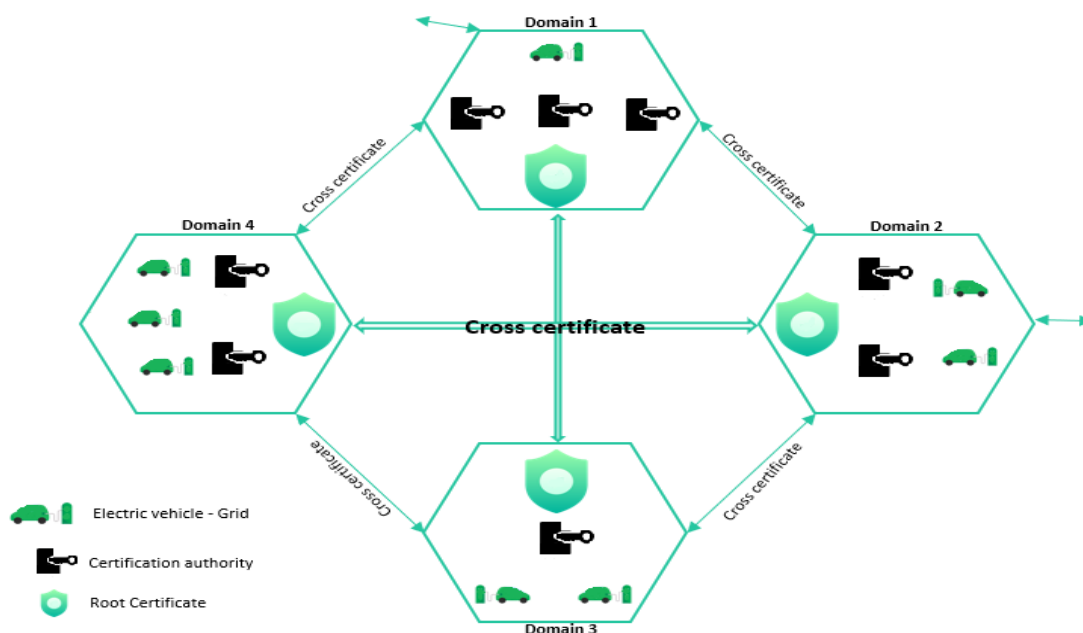 Domain 1
Cross certificate
Cross certificate
Domain 4
Domain 2
Cross certificate
Cross certificate
Cross certificate
Electric vehicle - Grid
Certification authority
Root Certificate
Domain 3